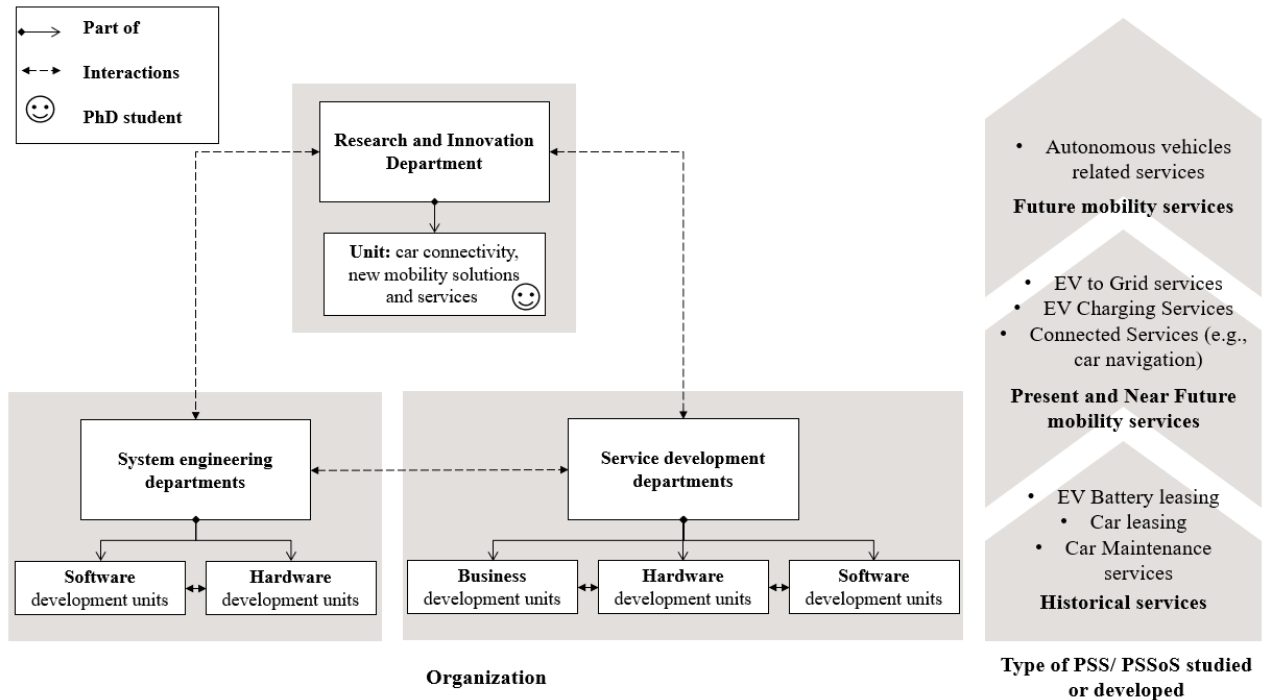 Part of
Interactions
PhD student
Research and Innovation
Department
Unit: car connectivity,
new mobility solutions
and services
System engineering
departments
Software
development units
Hardware
development units
Service development
departments
Business
development units
Hardware
development units
Software
development units
Organization
• Autonomous vehicles
related services
Future mobility services
• EV to Grid services
• EV Charging Services
• Connected Services (e.g.,
car navigation)
Present and Near Future
mobility services
• EV Battery leasing
• Car leasing
• Car Maintenance
services
Historical services
Type of PSS/ PSSoS studied
or developed